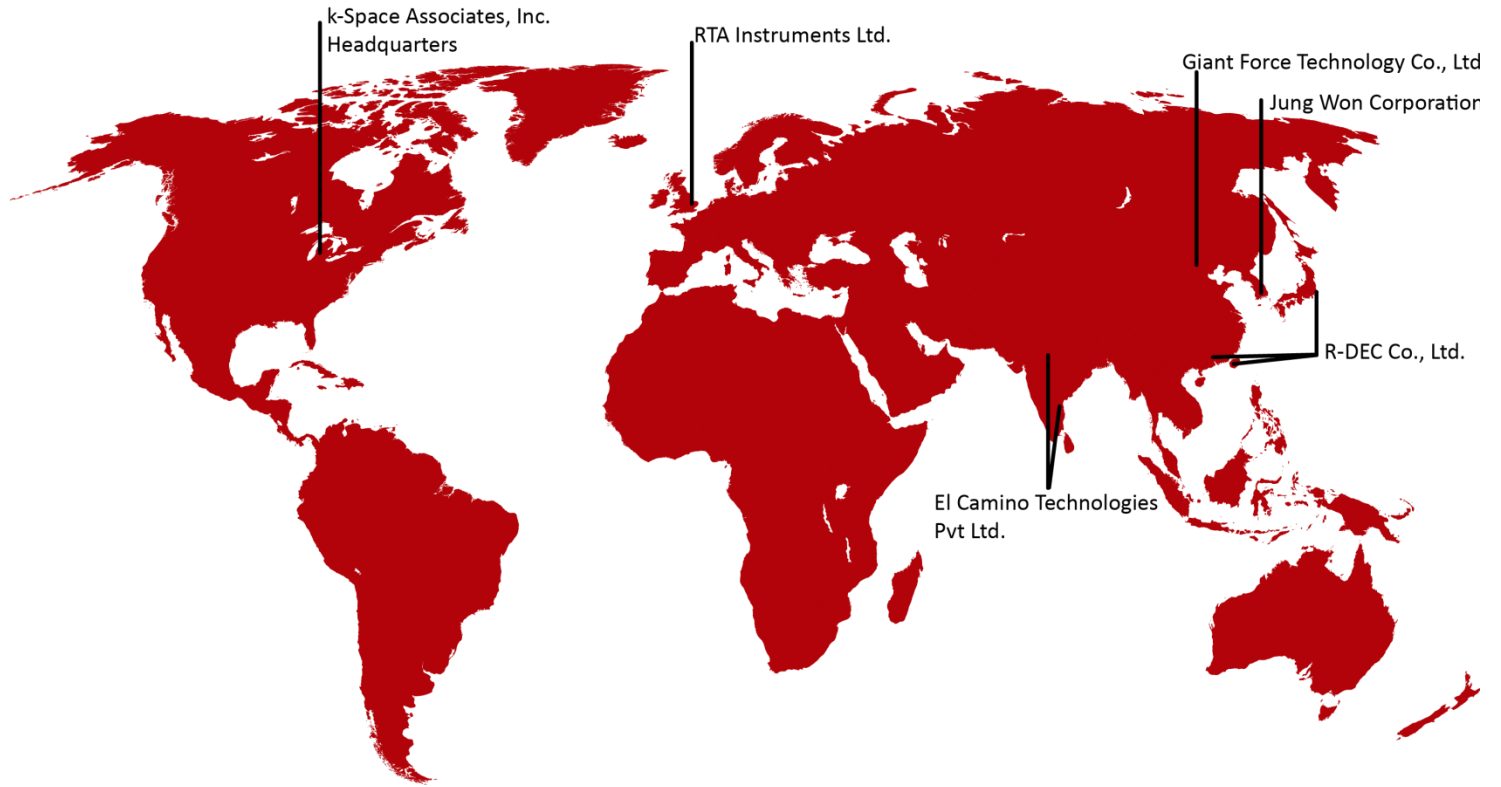 k-Space Associates, Inc.
Headquarters
RTA Instruments Ltd.
Giant Force Technology Co., Ltd
Jung Won Corporation
R-DEC Co., Ltd.
El Camino Technologies
Pvt Ltd.